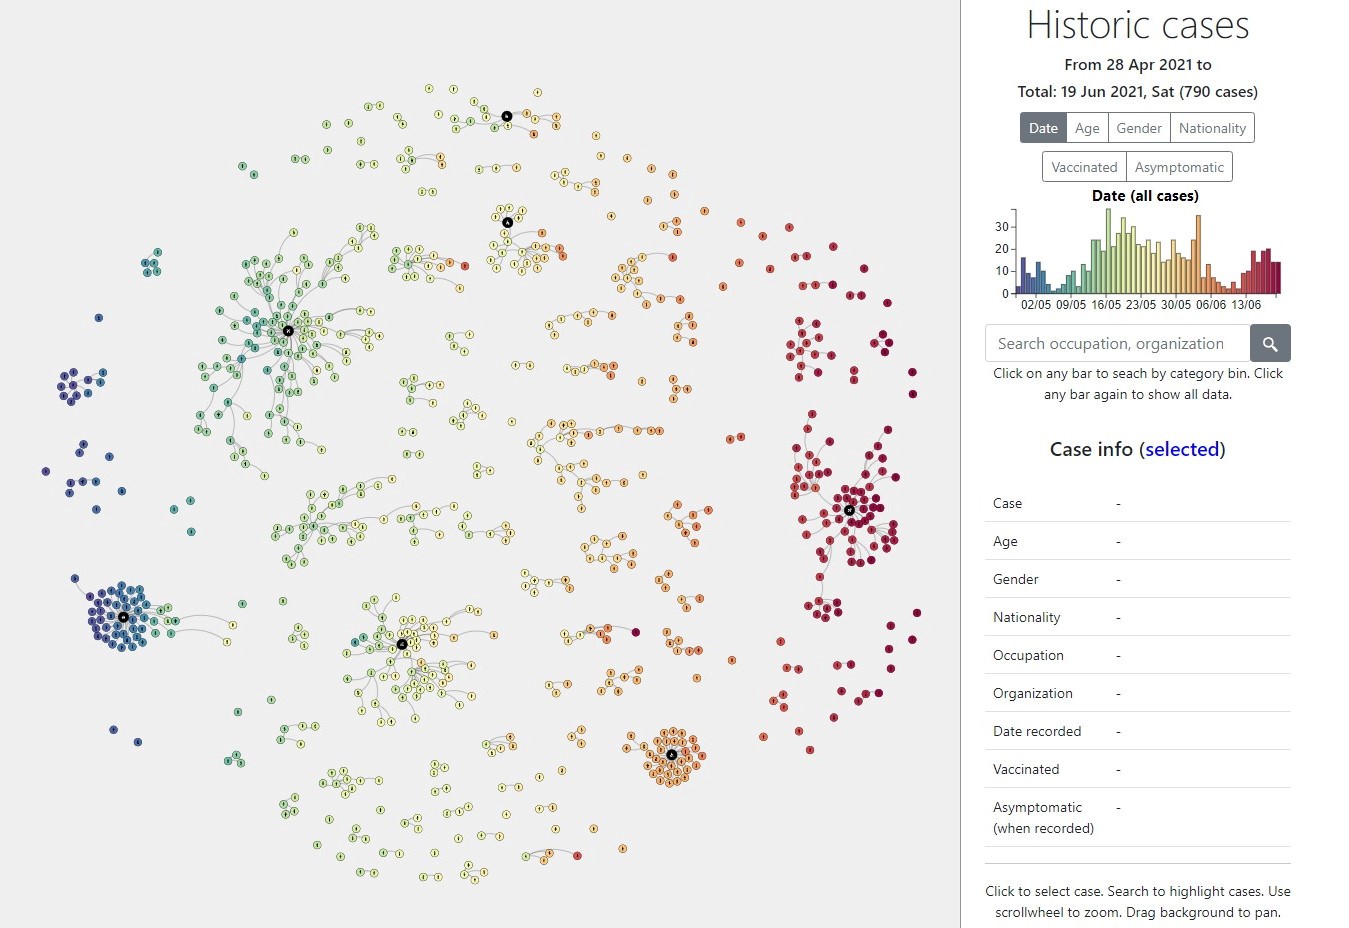 Historic cases
From 28 Apr 2021 to
Total: 19 Jun 2021, Sat (790 cases)
Date Age Gender Nationality
Vaccinated Asymptomatic
Date (all cases)
30
20
10
0
02/05 09/05 16/05 23/05 30/05 06/06 13/06
Search occupation, organization
Click on any bar to seach by category bin. Click
any bar again to show all data.
Case info (selected)
Case -
Age -
Gender -
Nationality -
Occupation -
Organization -
Date recorded -
Vaccinated -
Asymptomatic -
(when recorded)
Click to select case. Search to highlight cases. Use
scrollwheel to zoom. Drag background to pan.